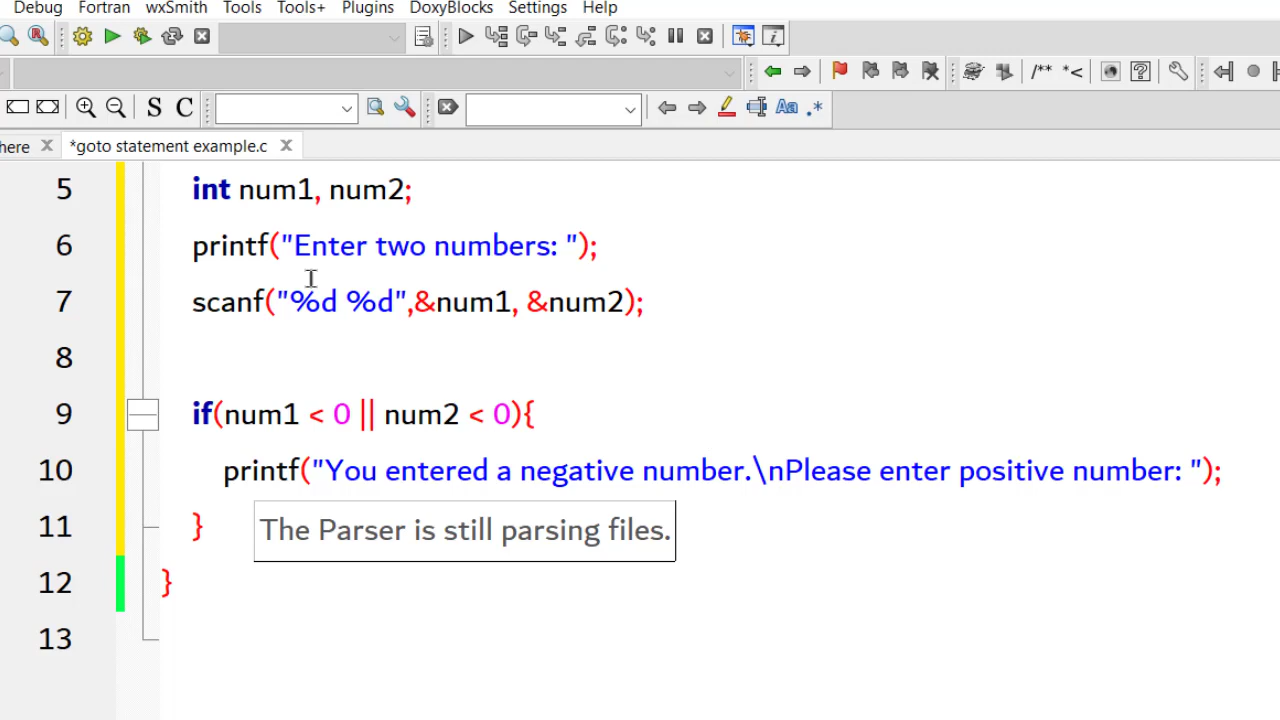 Debug Fortran wxSmith Tools Tools+ Plugins DoxyBlocks Settings Help
/** *<
S C Aa .*
here *goto statement example.c
5 int num1, num2;
6 printf("Enter two numbers: ");
7 scanf("%d %d",&num1, &num2);
8
9 if(num1 < 0 || num2 < 0){
10 printf("You entered a negative number.\nPlease enter positive number: ");
11 }
The Parser is still parsing files.
12 }
13